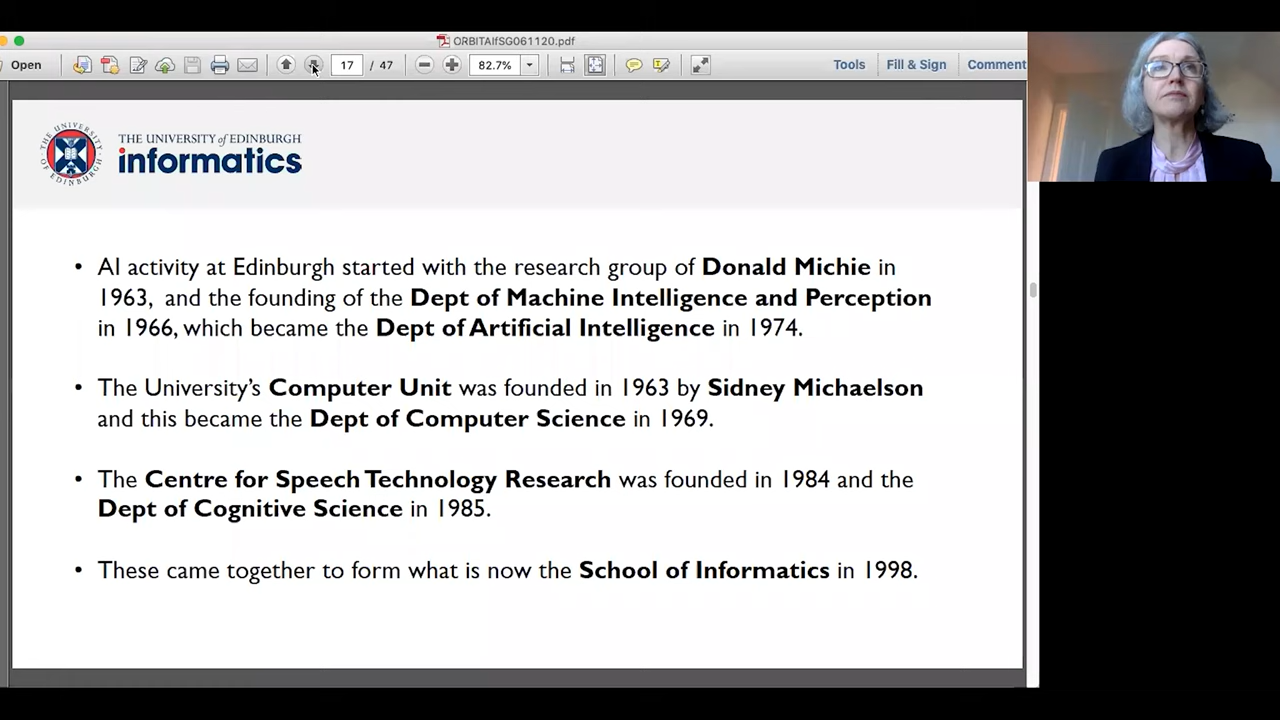 ORBITAIfSG061120.pdf
Open
17 / 47
82.7%
Tools
Fill & Sign
Comment
THE UNIVERSITY of EDINBURGH
informatics
• AI activity at Edinburgh started with the research group of Donald Michie in
1963, and the founding of the Dept of Machine Intelligence and Perception
in 1966, which became the Dept of Artificial Intelligence in 1974.
• The University's Computer Unit was founded in 1963 by Sidney Michaelson
and this became the Dept of Computer Science in 1969.
• The Centre for Speech Technology Research was founded in 1984 and the
Dept of Cognitive Science in 1985.
• These came together to form what is now the School of Informatics in 1998.